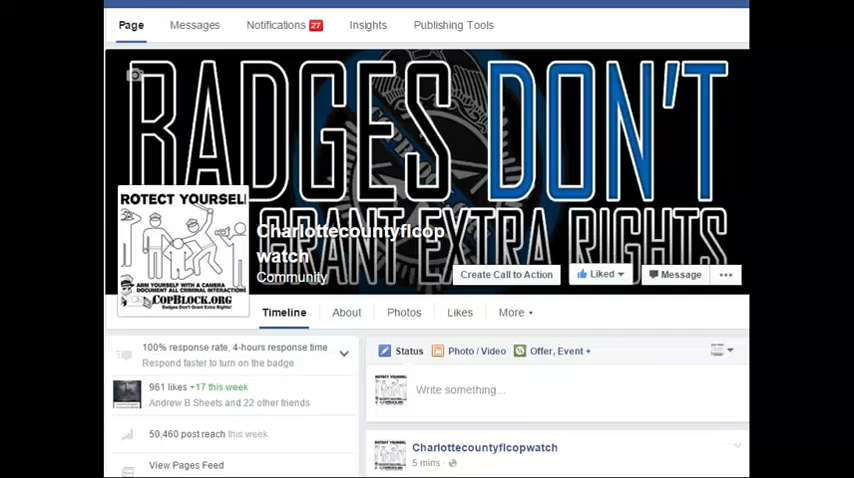 Page Messages Notifications 27 Insights Publishing Tools
BADGES DON'T
GRANT EXTRA RIGHTS
ROTECT YOURSEL
ARM YOURSELF WITH A CAMERA
DOCUMENT ALL CRIMINAL INTERACTIONS
COPBLOCK.ORG
Badges Don't Grant Extra Rights!
Charlottecountyflcop
watch
Community
Create Call to Action Liked Message
Timeline About Photos Likes More
100% response rate, 4-hours response time
Respond faster to turn on the badge
961 likes +17 this week
Andrew B Sheets and 22 other friends
50,460 post reach this week
View Pages Feed
Status Photo / Video Offer, Event +
Write something...
Charlottecountyflcopwatch
5 mins ·